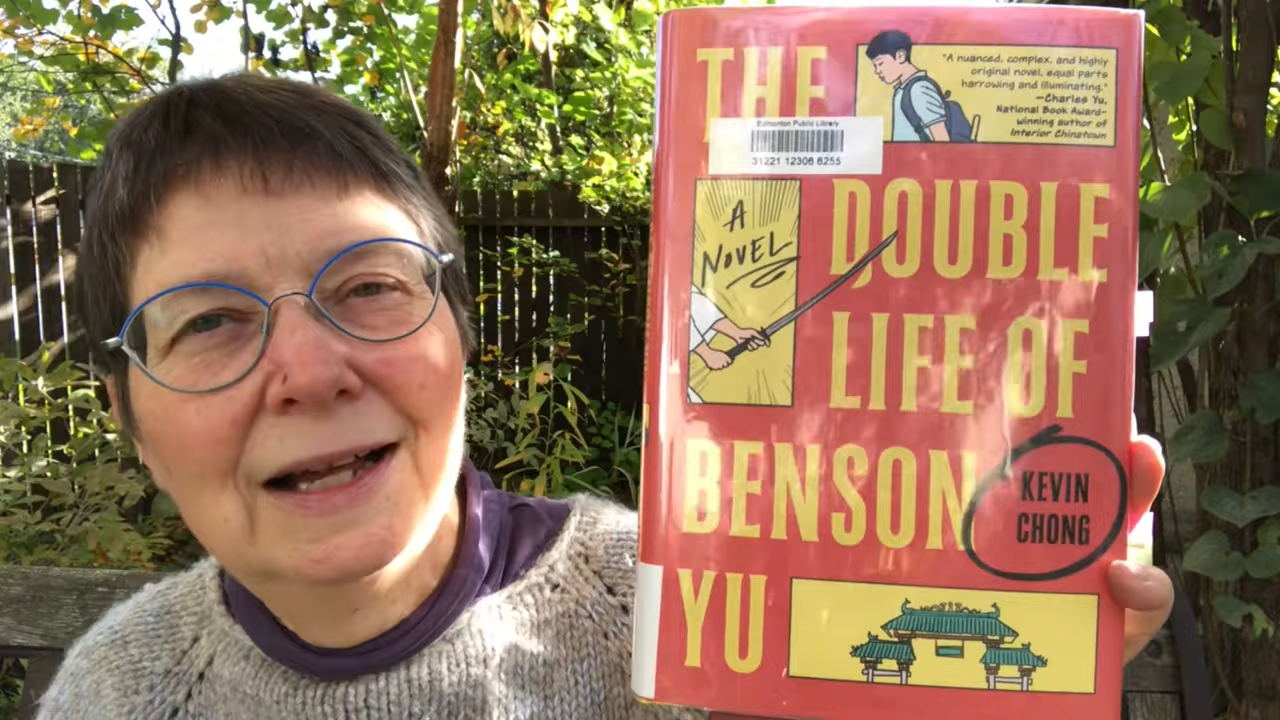 THE
"A nuanced, complex, and highly
original novel, equal parts
harrowing and illuminating."
—Charles Yu,
National Book Award-
winning author of
Interior Chinatown
Edmonton Public Library
31221 12306 6255
A
NOVEL
DOUBLE
LIFE OF
BENSON
KEVIN
CHONG
YU